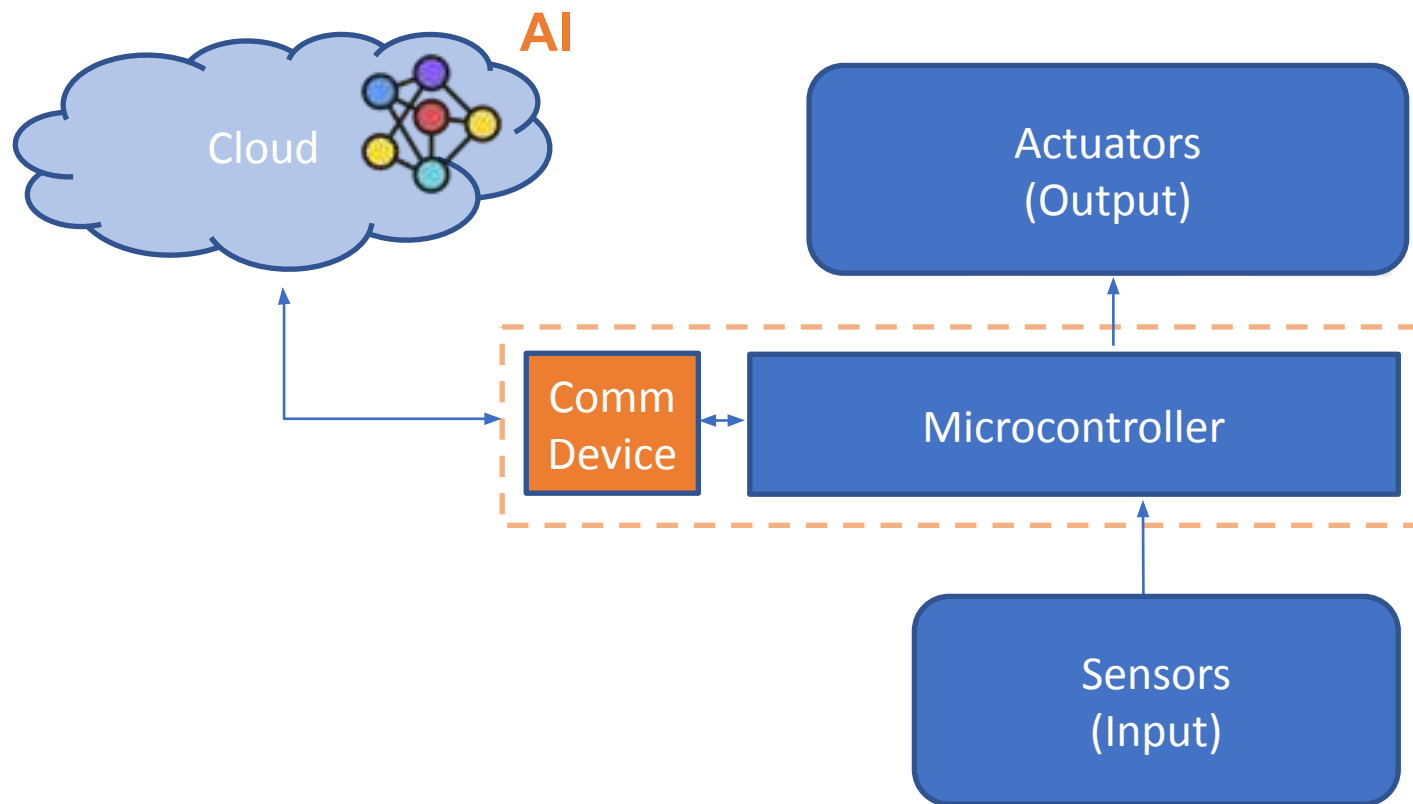 AI
Cloud
Actuators
(Output)
Comm
Device
Microcontroller
Sensors
(Input)